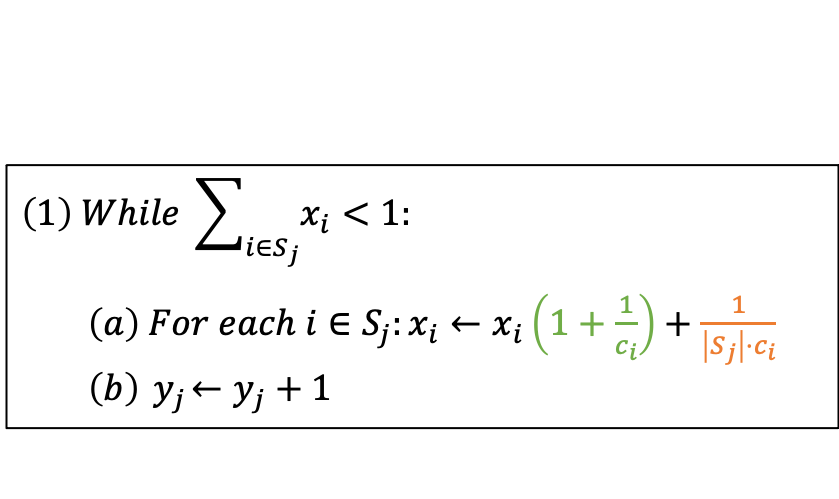 (1) While ∑_{i∈S_j} x_i < 1:
(a) For each i ∈ S_j: x_i ← x_i (1 + 1/c_i) + 1/(|S_j|·c_i)
(b) y_j ← y_j + 1